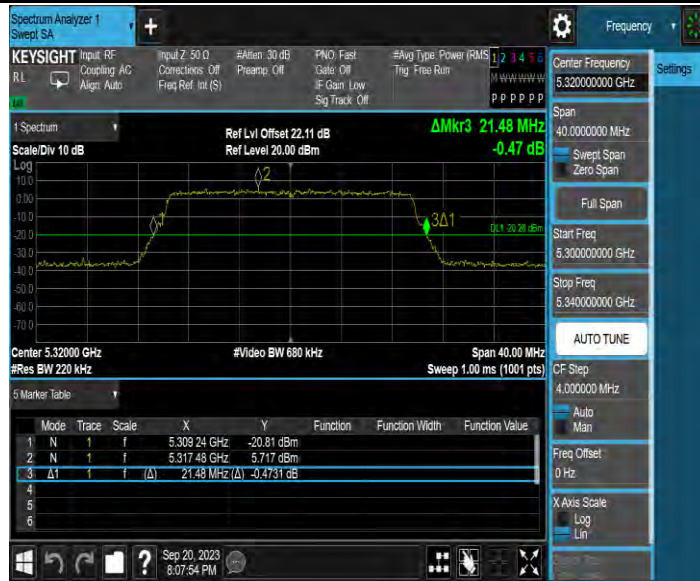 Spectrum Analyzer 1
Swept SA
Frequency
KEYSIGHT
RL
Input: RF
Coupling: AC
Align: Auto
Input Z: 50 Ω
Corrections: Off
Freq Ref: Int (S)
#Atten: 30 dB
Preamp: Off
PNO: Fast
Gate: Off
IF Gain: Low
Sig Track: Off
#Avg Type: Power (RMS
Trig: Free Run
1 2 3 4 5 6
M W W W W W
P P P P P P
1 Spectrum
Scale/Div 10 dB
Ref Lvl Offset 22.11 dB
Ref Level 20.00 dBm
ΔMkr3 21.48 MHz
-0.47 dB
Log
10.0
0.00
-10.0
-20.0
-30.0
-40.0
-50.0
-60.0
-70.0
2
1
3Δ1
DL1 -20.28 dBm
Center 5.32000 GHz
#Res BW 220 kHz
#Video BW 680 kHz
Span 40.00 MHz
Sweep 1.00 ms (1001 pts)
5 Marker Table
Mode Trace Scale X Y Function Function Width Function Value
1 N 1 f 5.309 24 GHz -20.81 dBm
2 N 1 f 5.317 48 GHz 5.717 dBm
3 Δ1 1 f (Δ) 21.48 MHz (Δ) -0.4731 dB
4
5
6
Sep 20, 2023
8:07:54 PM
Center Frequency
5.320000000 GHz
Settings
Span
40.0000000 MHz
Swept Span
Zero Span
Full Span
Start Freq
5.300000000 GHz
Stop Freq
5.340000000 GHz
AUTO TUNE
CF Step
4.000000 MHz
Auto
Man
Freq Offset
0 Hz
X Axis Scale
Log
Lin